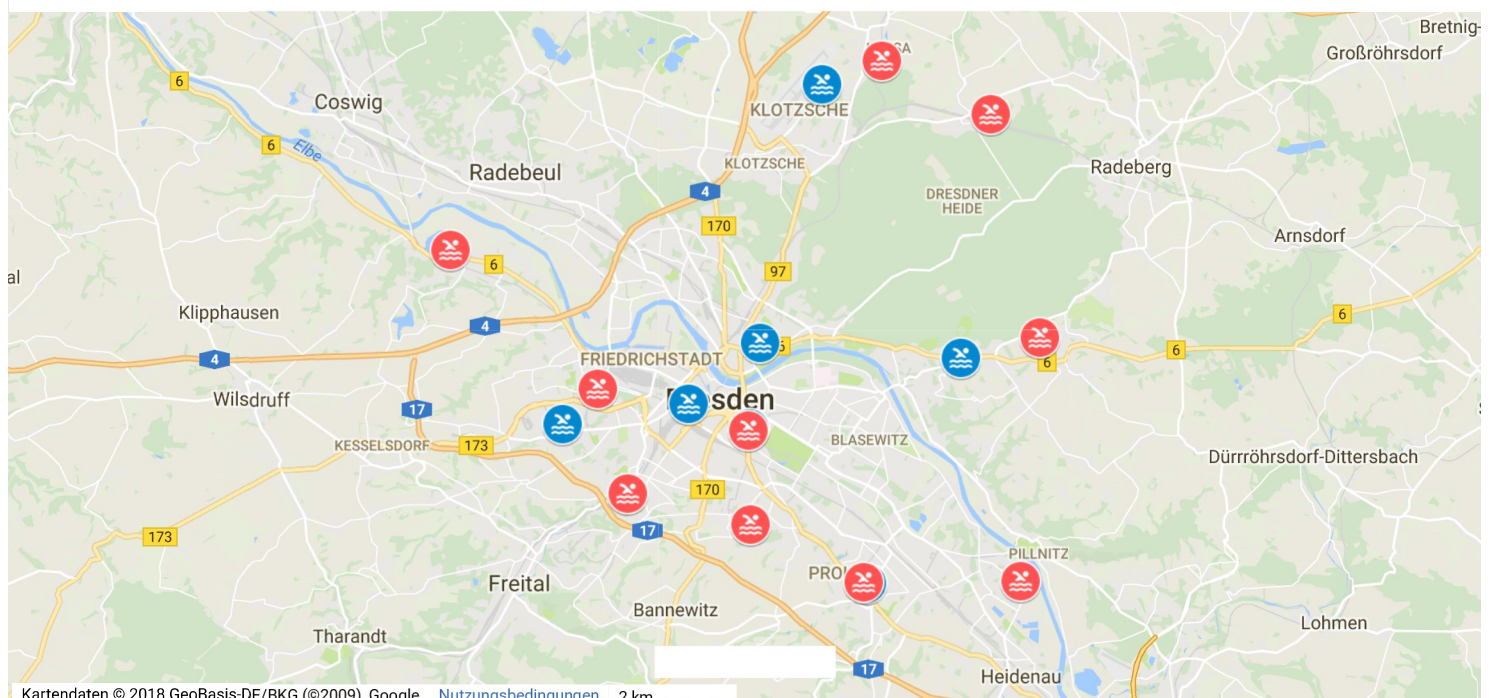 Bretnig-
Großröhrsdorf
6
Coswig
KLOTZSCHE
6
Elbe
KLOTZSCHE
Radebeul
Radeberg
4
DRESDNER
HEIDE
170
Arnsdorf
6
97
al
Klipphausen
6
4
6
4
FRIEDRICHSTADT
6
Wilsdruff
sden
17
KESSELSDORF
173
BLASEWITZ
Dürrröhrsdorf-Dittersbach
170
17
173
PILLNITZ
Freital
Bannewitz
Lohmen
Tharandt
17
Heidenau
Kartendaten © 2018 GeoBasis-DE/BKG (©2009), Google Nutzungsbedingungen 2 km